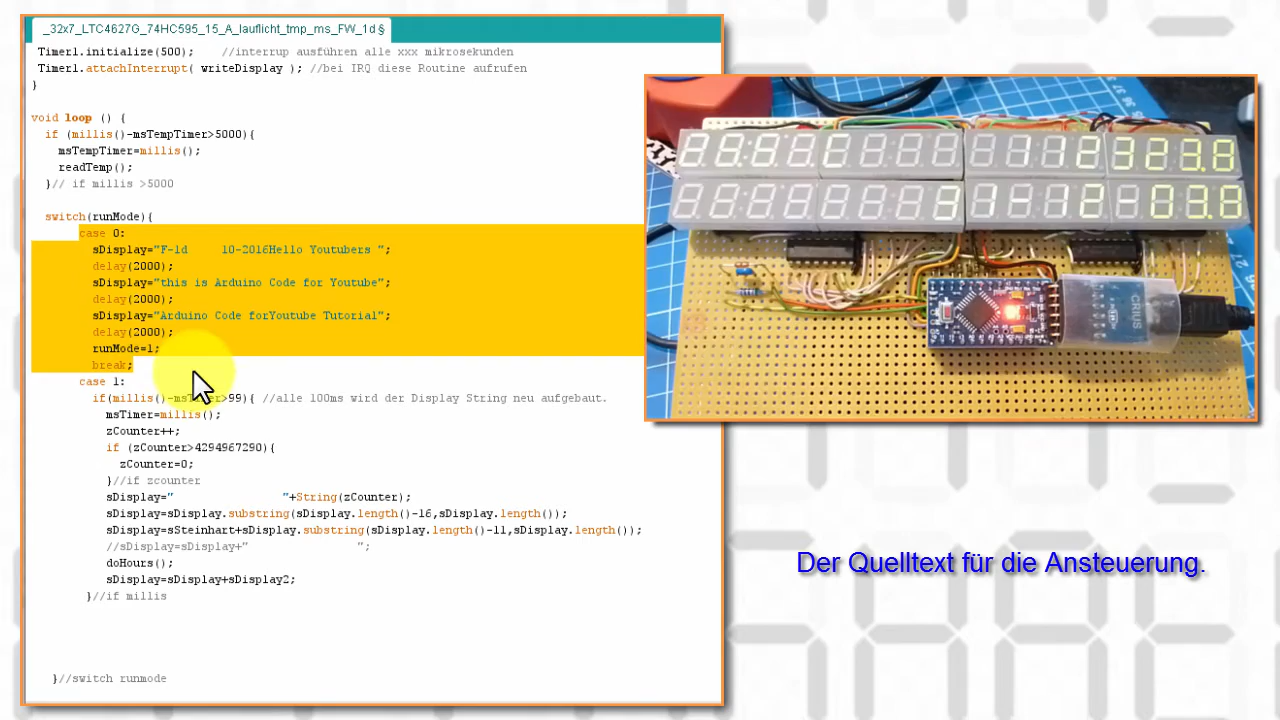 _32x7_LTC4627G_74HC595_15_A_lauflicht_tmp_ms_FW_1d §
Timer1.initialize(500); //interrup ausführen alle xxx mikrosekunden
Timer1.attachInterrupt( writeDisplay ); //bei IRQ diese Routine aufrufen
}
void loop () {
if (millis()-msTempTimer>5000){
msTempTimer=millis();
readTemp();
}// if millis >5000
switch(runMode){
case 0:
sDisplay="F-1d     10-2016Hello Youtubers ";
delay(2000);
sDisplay="this is Arduino Code for Youtube";
delay(2000);
sDisplay="Arduino Code forYoutube Tutorial";
delay(2000);
runMode=1;
break;
case 1:
if(millis()-msTimer>99){ //alle 100ms wird der Display String neu aufgebaut.
msTimer=millis();
zCounter++;
if (zCounter>4294967290){
zCounter=0;
}//if zcounter
sDisplay="                "+String(zCounter);
sDisplay=sDisplay.substring(sDisplay.length()-16,sDisplay.length());
sDisplay=sSteinhart+sDisplay.substring(sDisplay.length()-11,sDisplay.length());
//sDisplay=sDisplay+"                ";
doHours();
sDisplay=sDisplay+sDisplay2;
}//if millis
}//switch runmode
CRIUS
Der Quelltext für die Ansteuerung.